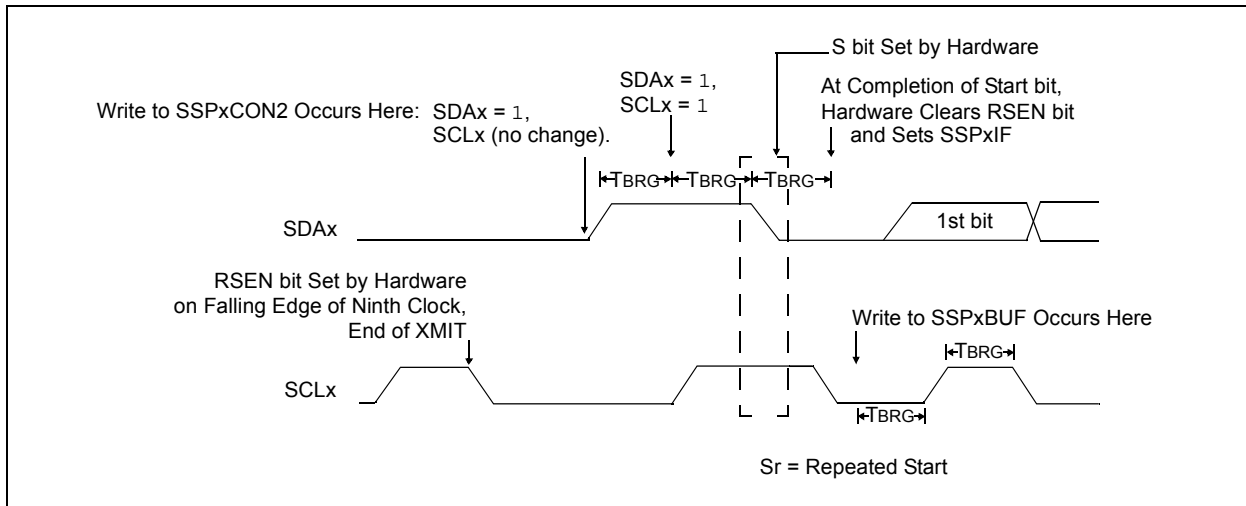 S bit Set by Hardware
SDAx = 1,
SCLx = 1
At Completion of Start bit,
Hardware Clears RSEN bit
and Sets SSPxIF
Write to SSPxCON2 Occurs Here: SDAx = 1,
SCLx (no change).
TBRG TBRG TBRG
SDAx
1st bit
RSEN bit Set by Hardware
on Falling Edge of Ninth Clock,
End of XMIT
Write to SSPxBUF Occurs Here
TBRG
SCLx
TBRG
Sr = Repeated Start